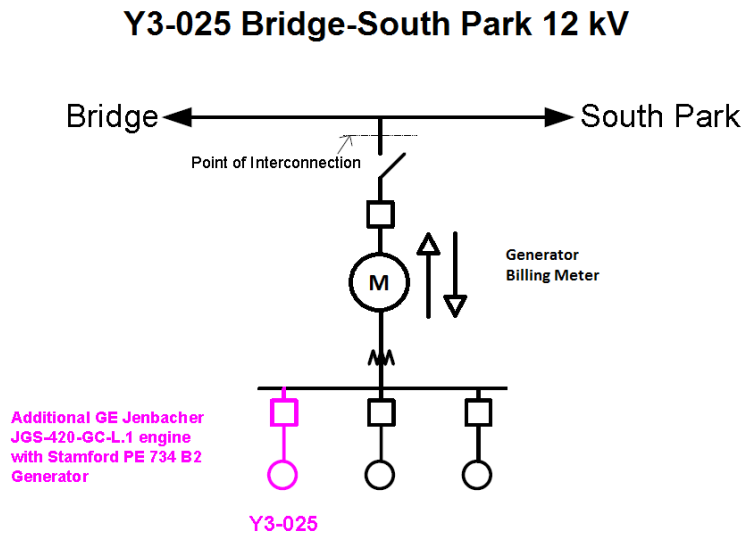 Y3-025 Bridge-South Park 12 kV
Bridge
South Park
Point of Interconnection
Generator
Billing Meter
M
Additional GE Jenbacher
JGS-420-GC-L.1 engine
with Stamford PE 734 B2
Generator
Y3-025